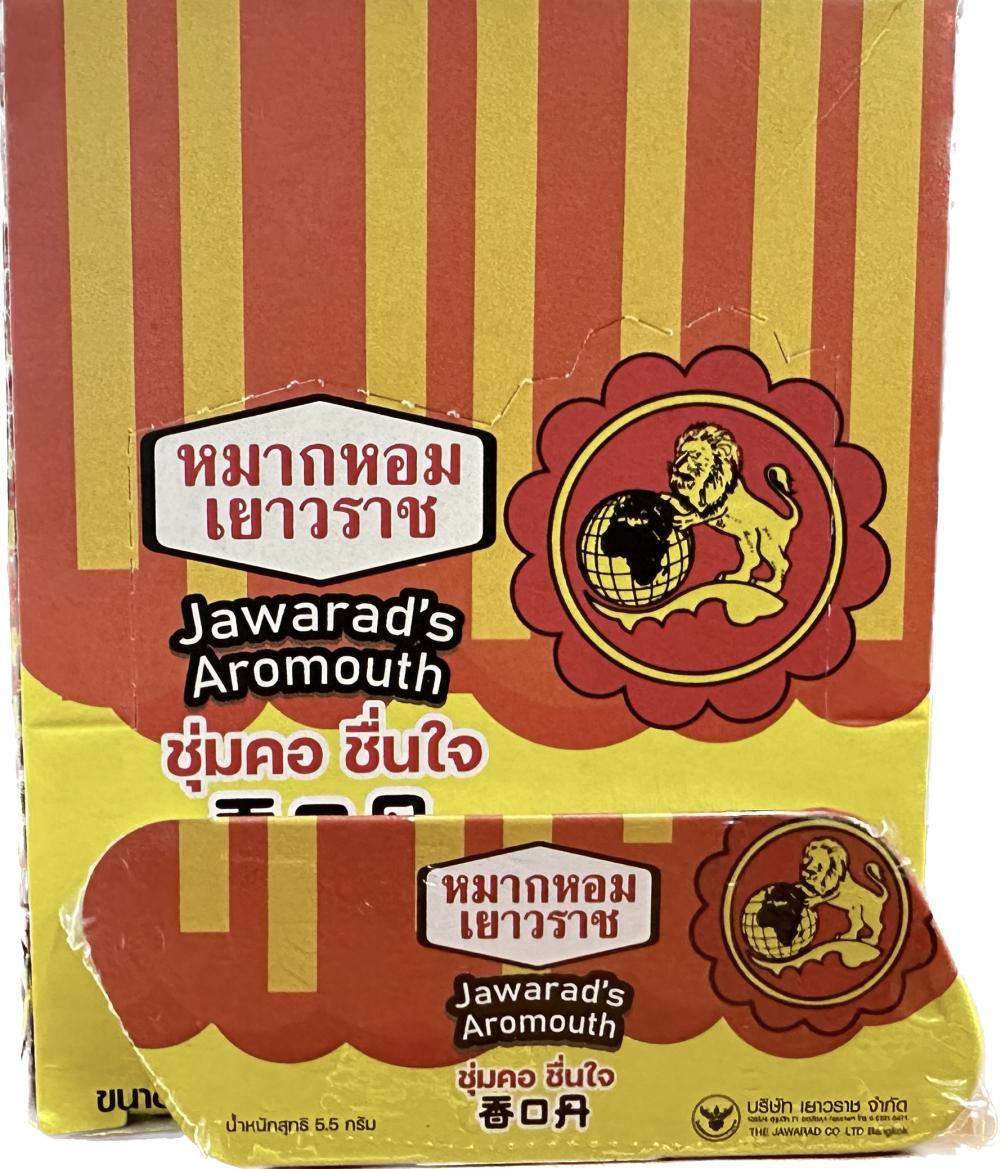 หมากหอม
เยาวราช
Jawarad's
Aromouth
ชุ่มคอ ชื่นใจ
หมากหอม
เยาวราช
Jawarad's
Aromouth
ชุ่มคอ ชื่นใจ
香口丹
น้ำหนักสุทธิ 5.5 กรัม
บริษัท เยาวราช จำกัด
THE JAWARAD CO LTD Bangkok